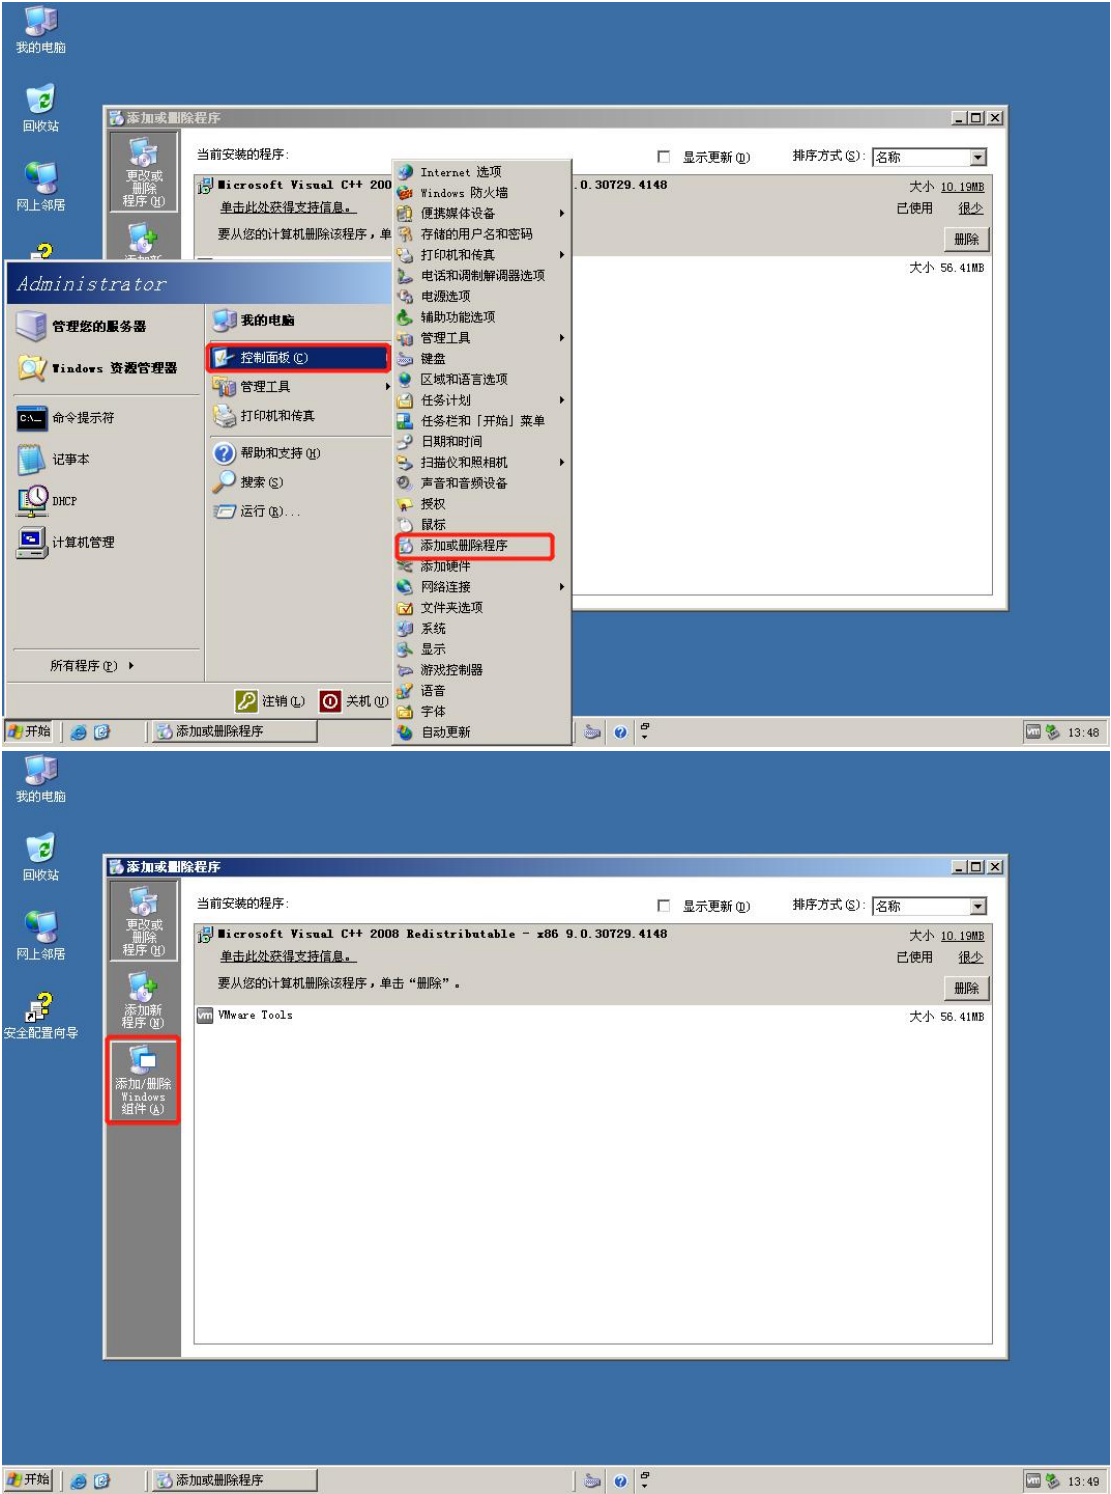 我的电脑
回收站
网上邻居
添加或删除程序
更改或
删除
程序(H)
当前安装的程序:
显示更新(D)
排序方式(S):
名称
Microsoft Visual C++ 200
.0.30729.4148
大小 10.19MB
单击此处获得支持信息。
已使用 很少
要从您的计算机删除该程序，单
删除
大小 56.41MB
Administrator
管理您的服务器
Windows 资源管理器
命令提示符
记事本
DHCP
计算机管理
所有程序(P)
我的电脑
控制面板(C)
管理工具
打印机和传真
帮助和支持(H)
搜索(S)
运行(R)...
注销(L)
关机(U)
Internet 选项
Windows 防火墙
便携媒体设备
存储的用户名和密码
打印机和传真
电话和调制解调器选项
电源选项
辅助功能选项
管理工具
键盘
区域和语言选项
任务计划
任务栏和「开始」菜单
日期和时间
扫描仪和照相机
声音和音频设备
授权
鼠标
添加或删除程序
添加硬件
网络连接
文件夹选项
系统
显示
游戏控制器
语音
字体
自动更新
开始
添加或删除程序
13:48
我的电脑
回收站
网上邻居
安全配置向导
添加或删除程序
更改或
删除
程序(H)
添加新
程序(N)
添加/删除
Windows
组件(A)
当前安装的程序:
显示更新(D)
排序方式(S):
名称
Microsoft Visual C++ 2008 Redistributable - x86 9.0.30729.4148
大小 10.19MB
单击此处获得支持信息。
已使用 很少
要从您的计算机删除该程序，单击“删除”。
删除
VMware Tools
大小 56.41MB
开始
添加或删除程序
13:49